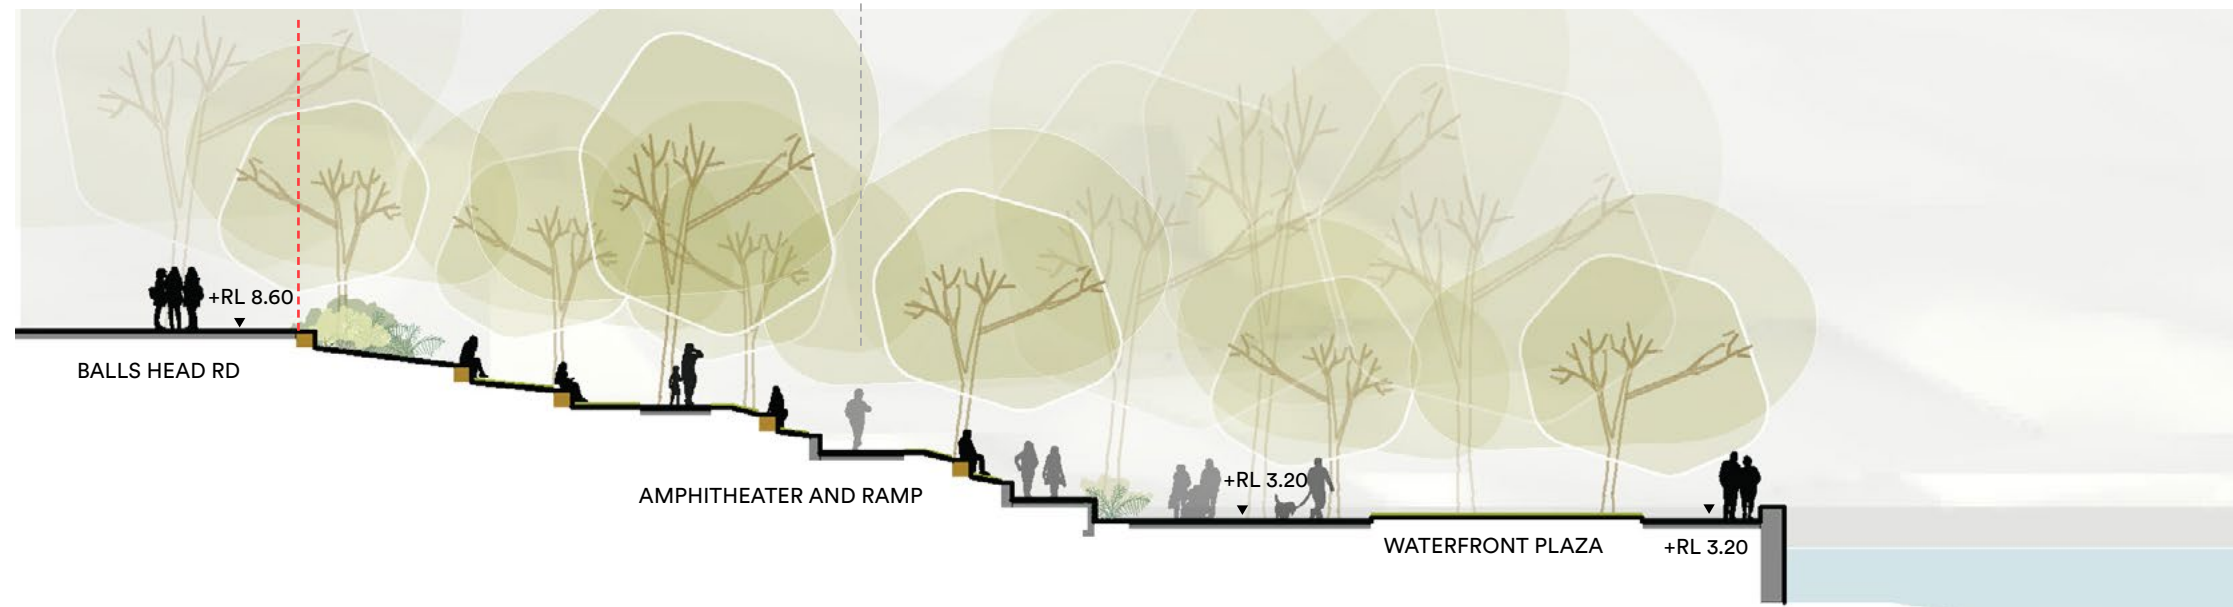 +RL 8.60
BALLS HEAD RD
AMPHITHEATER AND RAMP
+RL 3.20
WATERFRONT PLAZA
+RL 3.20